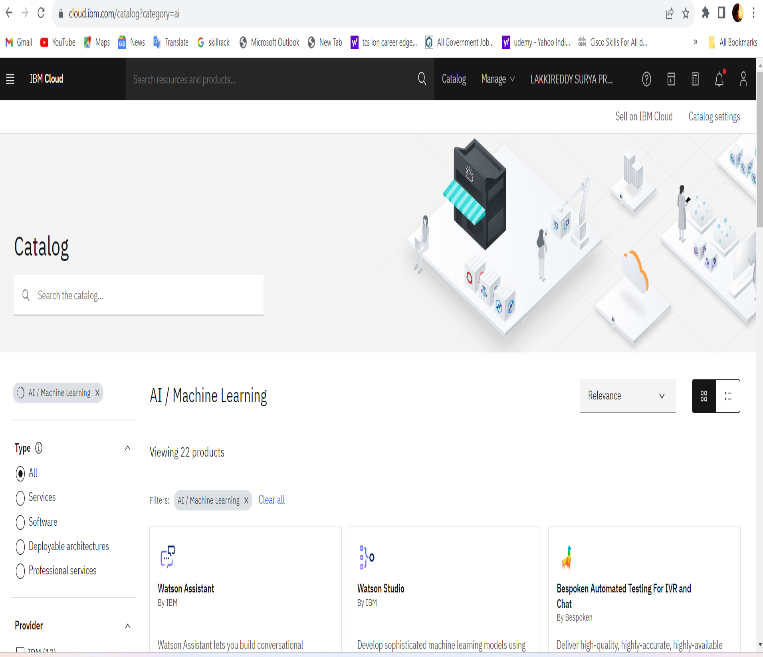 cloud.ibm.com/catalog?category=ai
Gmail YouTube Maps News Translate skillrack Microsoft Outlook New Tab tcs ion career edge... All Government Job... udemy - Yahoo Indi... Cisco Skills For All d... » All Bookmarks
IBM Cloud Search resources and products... Catalog Manage LAKKIREDDY SURYA PR...
Sell on IBM Cloud Catalog settings
Catalog
Search the catalog...
AI / Machine Learning ×
AI / Machine Learning
Relevance
Type
All
Services
Software
Deployable architectures
Professional services
Provider
Viewing 22 products
Filters: AI / Machine Learning × Clear all
Watson Assistant
By IBM
Watson Assistant lets you build conversational
Watson Studio
By IBM
Develop sophisticated machine learning models using
Bespoken Automated Testing For IVR and
Chat
By Bespoken
Deliver high-quality, highly-accurate, highly-available